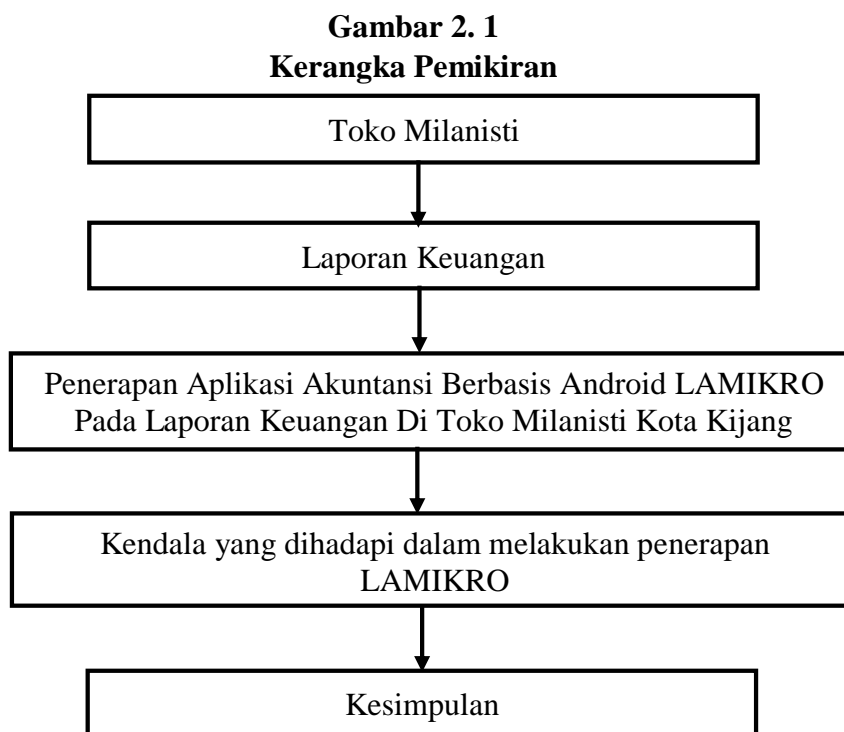 Gambar 2. 1
Kerangka Pemikiran
Toko Milanisti
Laporan Keuangan
Penerapan Aplikasi Akuntansi Berbasis Android LAMIKRO
Pada Laporan Keuangan Di Toko Milanisti Kota Kijang
Kendala yang dihadapi dalam melakukan penerapan
LAMIKRO
Kesimpulan